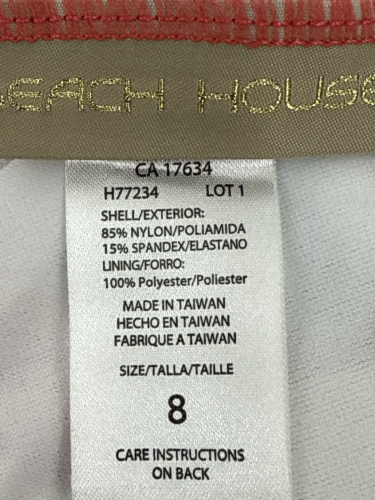 BEACH HOUSE
CA 17634
H77234 LOT 1
SHELL/EXTERIOR:
85% NYLON/POLIAMIDA
15% SPANDEX/ELASTANO
LINING/FORRO:
100% Polyester/Poliester
MADE IN TAIWAN
HECHO EN TAIWAN
FABRIQUE A TAIWAN
SIZE/TALLA/TAILLE
8
CARE INSTRUCTIONS
ON BACK